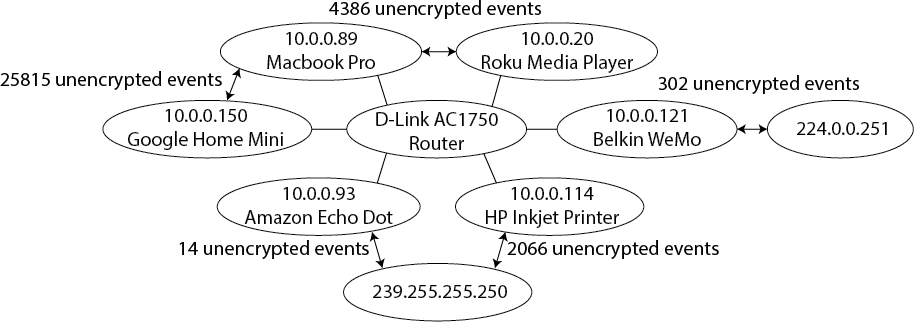 4386 unencrypted events
10.0.0.89
Macbook Pro
10.0.0.20
Roku Media Player
25815 unencrypted events
302 unencrypted events
10.0.0.150
Google Home Mini
D-Link AC1750
Router
10.0.0.121
Belkin WeMo
224.0.0.251
10.0.0.93
Amazon Echo Dot
10.0.0.114
HP Inkjet Printer
14 unencrypted events
2066 unencrypted events
239.255.255.250